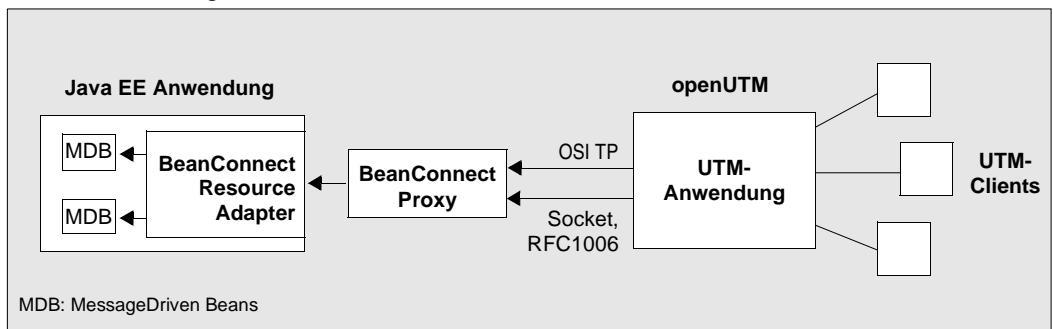 Java EE Anwendung
openUTM
MDB
MDB
BeanConnect
Resource
Adapter
BeanConnect
Proxy
OSI TP
Socket,
RFC1006
UTM-
Anwendung
UTM-
Clients
MDB: MessageDriven Beans